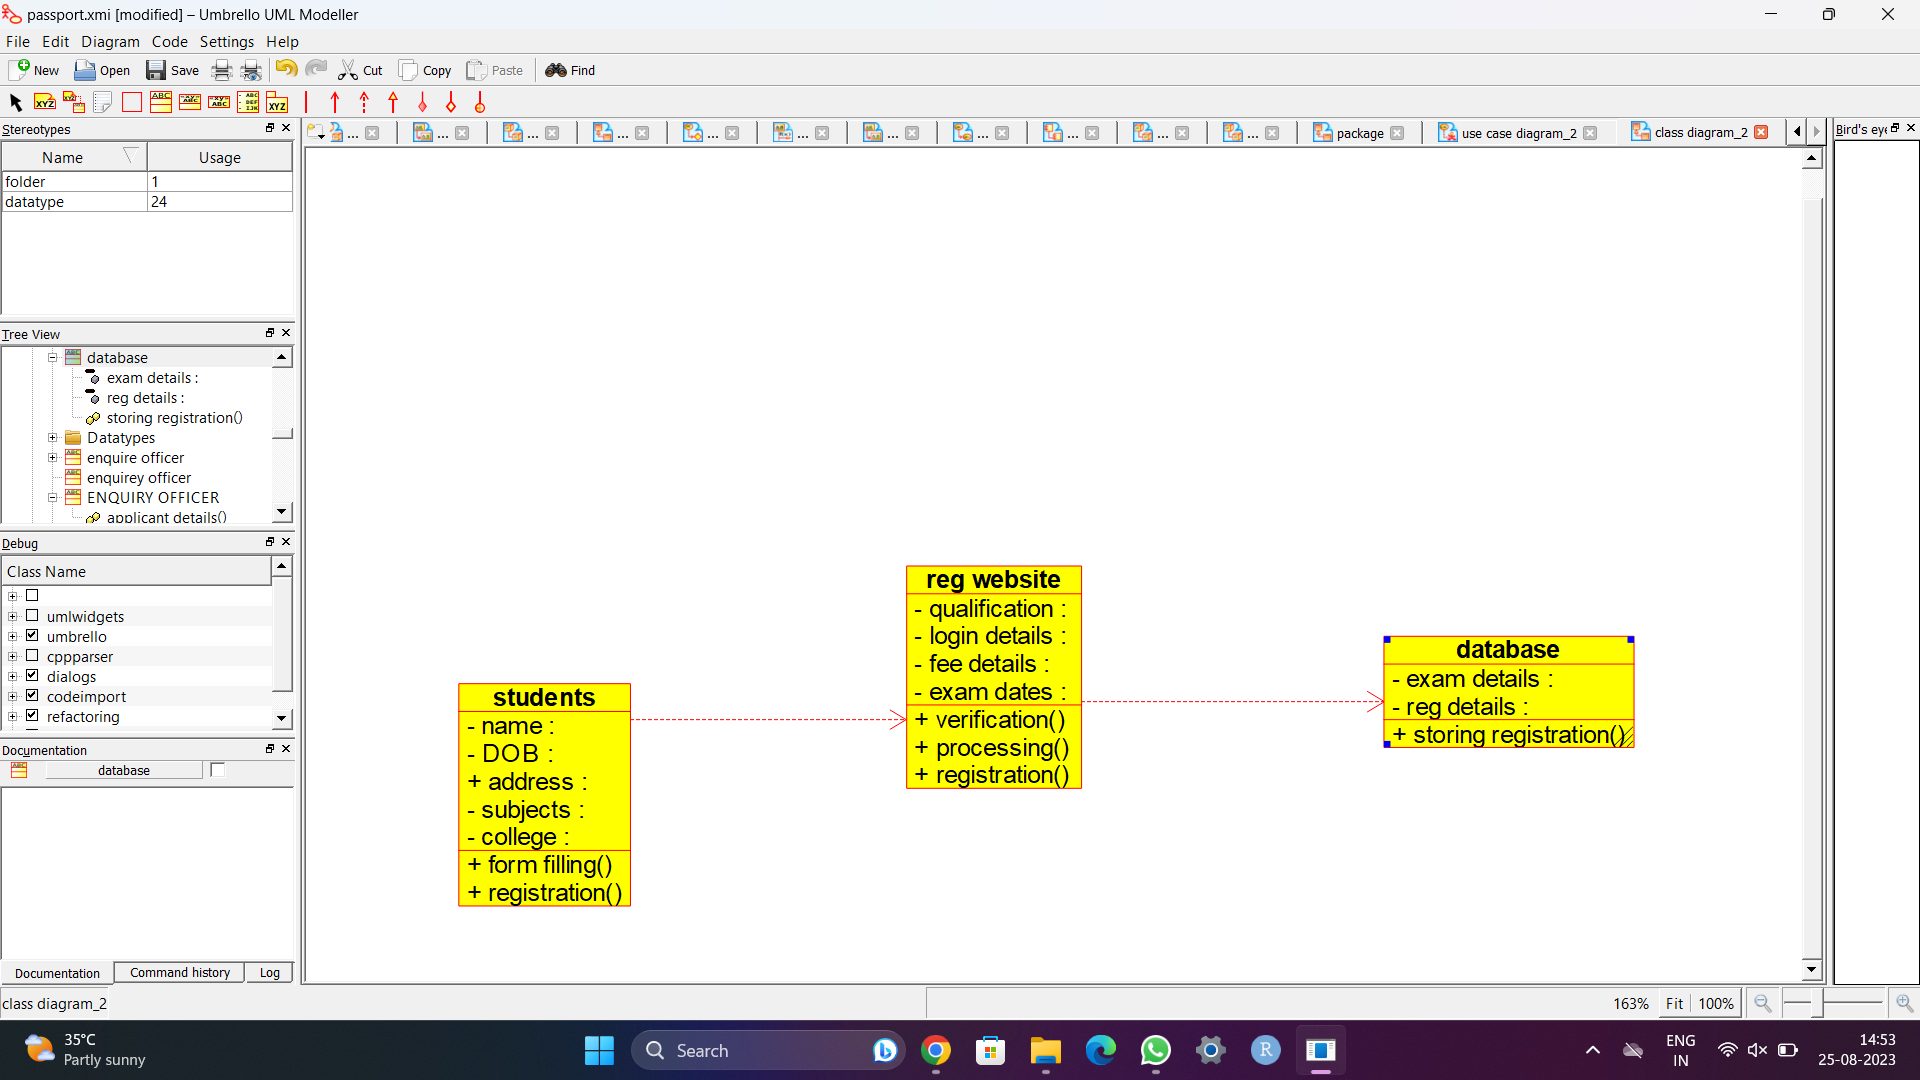 passport.xmi [modified] – Umbrello UML Modeller
File Edit Diagram Code Settings Help
New Open Save Cut Copy Paste Find
Stereotypes
Name Usage
folder 1
datatype 24
Tree View
database
exam details :
reg details :
storing registration()
Datatypes
enquire officer
enquirey officer
ENQUIRY OFFICER
applicant details()
Debug
Class Name
umlwidgets
umbrello
cppparser
dialogs
codeimport
refactoring
Documentation
database
Documentation Command history Log
... ... ... ... ... ... ... ... ... ... ... package use case diagram_2 class diagram_2
Bird's eye
students
- name :
- DOB :
+ address :
- subjects :
- college :
+ form filling()
+ registration()
reg website
- qualification :
- login details :
- fee details :
- exam dates :
+ verification()
+ processing()
+ registration()
database
- exam details :
- reg details :
+ storing registration()
class diagram_2
163% Fit 100%
35°C
Partly sunny
Search
ENG
IN
14:53
25-08-2023